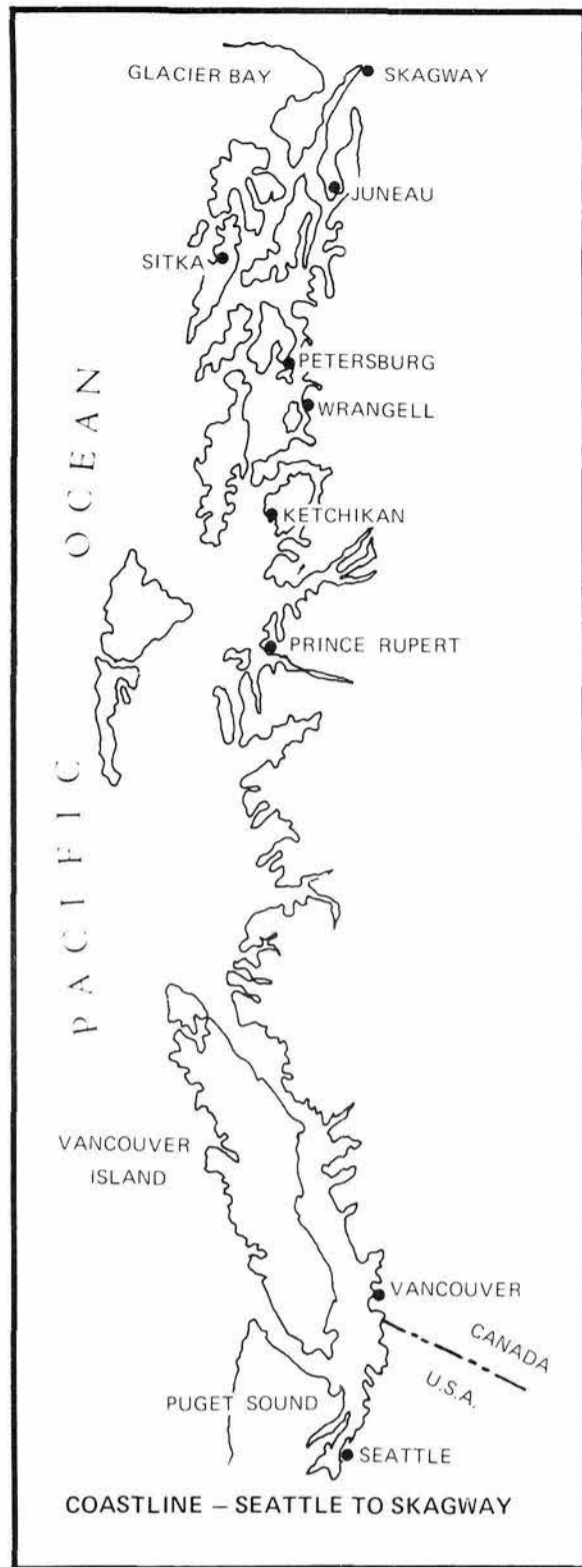 GLACIER BAY
SKAGWAY
JUNEAU
SITKA
PETERSBURG
WRANGELL
KETCHIKAN
PRINCE RUPERT
PACIFIC OCEAN
VANCOUVER
ISLAND
VANCOUVER
CANADA
U.S.A.
PUGET SOUND
SEATTLE
COASTLINE – SEATTLE TO SKAGWAY